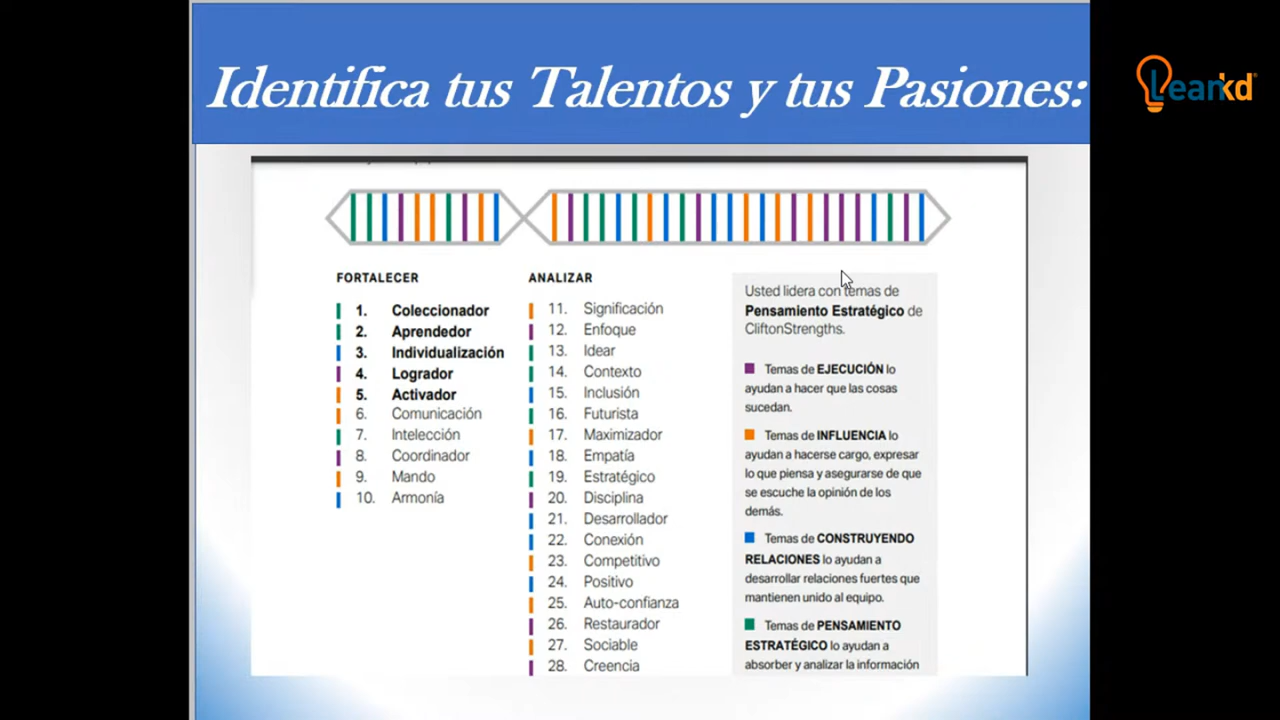 Identifica tus Talentos y tus Pasiones:
Leankd
FORTALECER
1. Coleccionador
2. Aprendedor
3. Individualización
4. Logrador
5. Activador
6. Comunicación
7. Intelección
8. Coordinador
9. Mando
10. Armonía
ANALIZAR
11. Significación
12. Enfoque
13. Idear
14. Contexto
15. Inclusión
16. Futurista
17. Maximizador
18. Empatía
19. Estratégico
20. Disciplina
21. Desarrollador
22. Conexión
23. Competitivo
24. Positivo
25. Auto-confianza
26. Restaurador
27. Sociable
28. Creencia
Usted lidera con temas de
Pensamiento Estratégico de
CliftonStrengths.
Temas de EJECUCIÓN lo
ayudan a hacer que las cosas
sucedan.
Temas de INFLUENCIA lo
ayudan a hacerse cargo, expresar
lo que piensa y asegurarse de que
se escuche la opinión de los
demás.
Temas de CONSTRUYENDO
RELACIONES lo ayudan a
desarrollar relaciones fuertes que
mantienen unido al equipo.
Temas de PENSAMIENTO
ESTRATÉGICO lo ayudan a
absorber y analizar la información